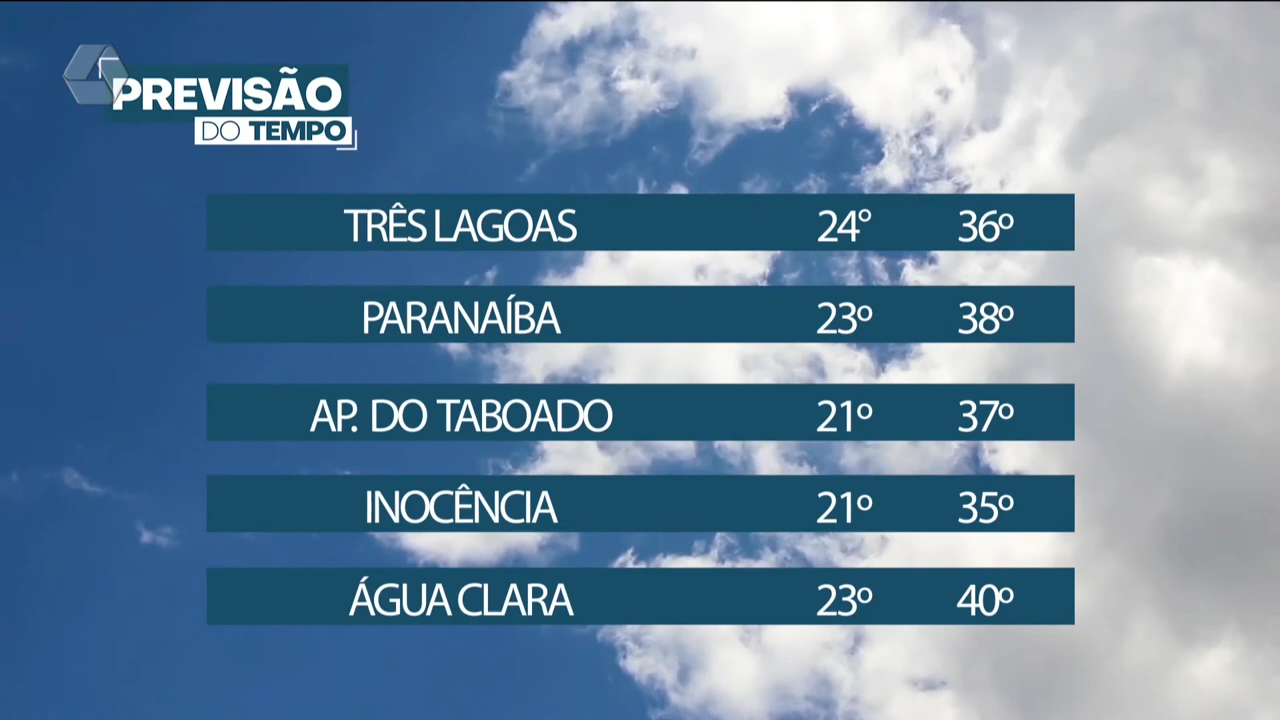 PREVISÃO
DO TEMPO
TRÊS LAGOAS 24° 36º
PARANAÍBA 23º 38º
AP. DO TABOADO 21º 37º
INOCÊNCIA 21º 35º
ÁGUA CLARA 23º 40º